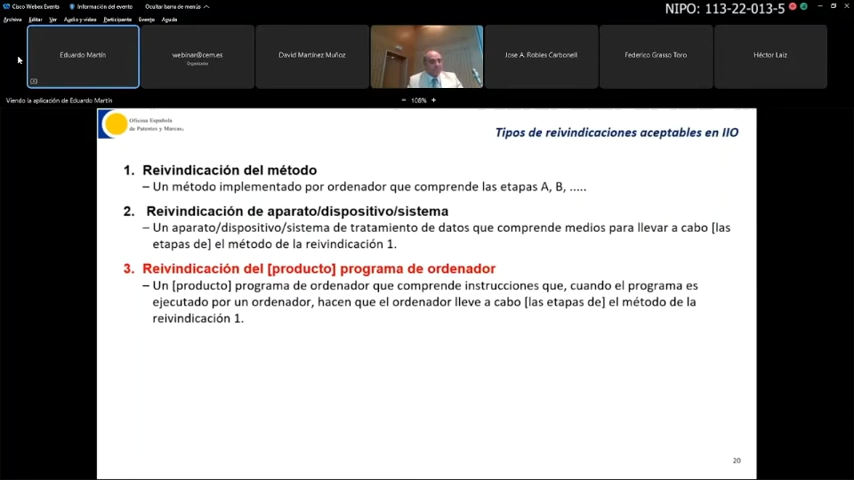 Cisco Webex Events
Información del evento
Ocultar barra de menús
NIPO: 113-22-013-5
Archivo Editar Ver Audio y vídeo Participante Evento Ayuda
Eduardo Martín
webinar@cem.es
Organizador
David Martínez Muñoz
Jose A. Robles Carbonell
Federico Grasso Toro
Héctor Laiz
Viendo la aplicación de Eduardo Martín
− 108% +
Oficina Española
de Patentes y Marcas
Tipos de reivindicaciones aceptables en IIO
1. Reivindicación del método
– Un método implementado por ordenador que comprende las etapas A, B, .....
2. Reivindicación de aparato/dispositivo/sistema
– Un aparato/dispositivo/sistema de tratamiento de datos que comprende medios para llevar a cabo [las
etapas de] el método de la reivindicación 1.
3. Reivindicación del [producto] programa de ordenador
– Un [producto] programa de ordenador que comprende instrucciones que, cuando el programa es
ejecutado por un ordenador, hacen que el ordenador lleve a cabo [las etapas de] el método de la
reivindicación 1.
20